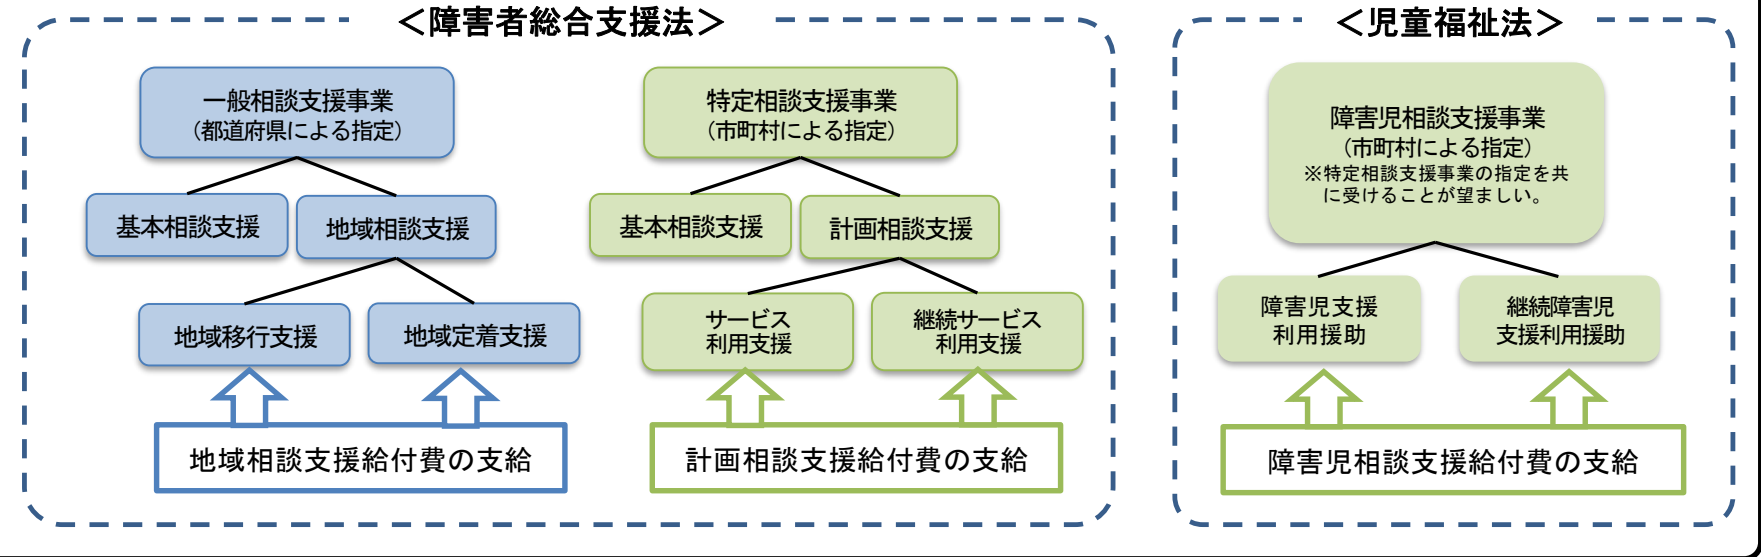 ＜障害者総合支援法＞
一般相談支援事業
（都道府県による指定）
基本相談支援
地域相談支援
地域移行支援
地域定着支援
地域相談支援給付費の支給
特定相談支援事業
（市町村による指定）
基本相談支援
計画相談支援
サービス
利用支援
継続サービス
利用支援
計画相談支援給付費の支給
＜児童福祉法＞
障害児相談支援事業
（市町村による指定）
※特定相談支援事業の指定を共
に受けることが望ましい。
障害児支援
利用援助
継続障害児
支援利用援助
障害児相談支援給付費の支給